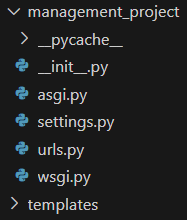 management_project
__pycache__
__init__.py
asgi.py
settings.py
urls.py
wsgi.py
templates